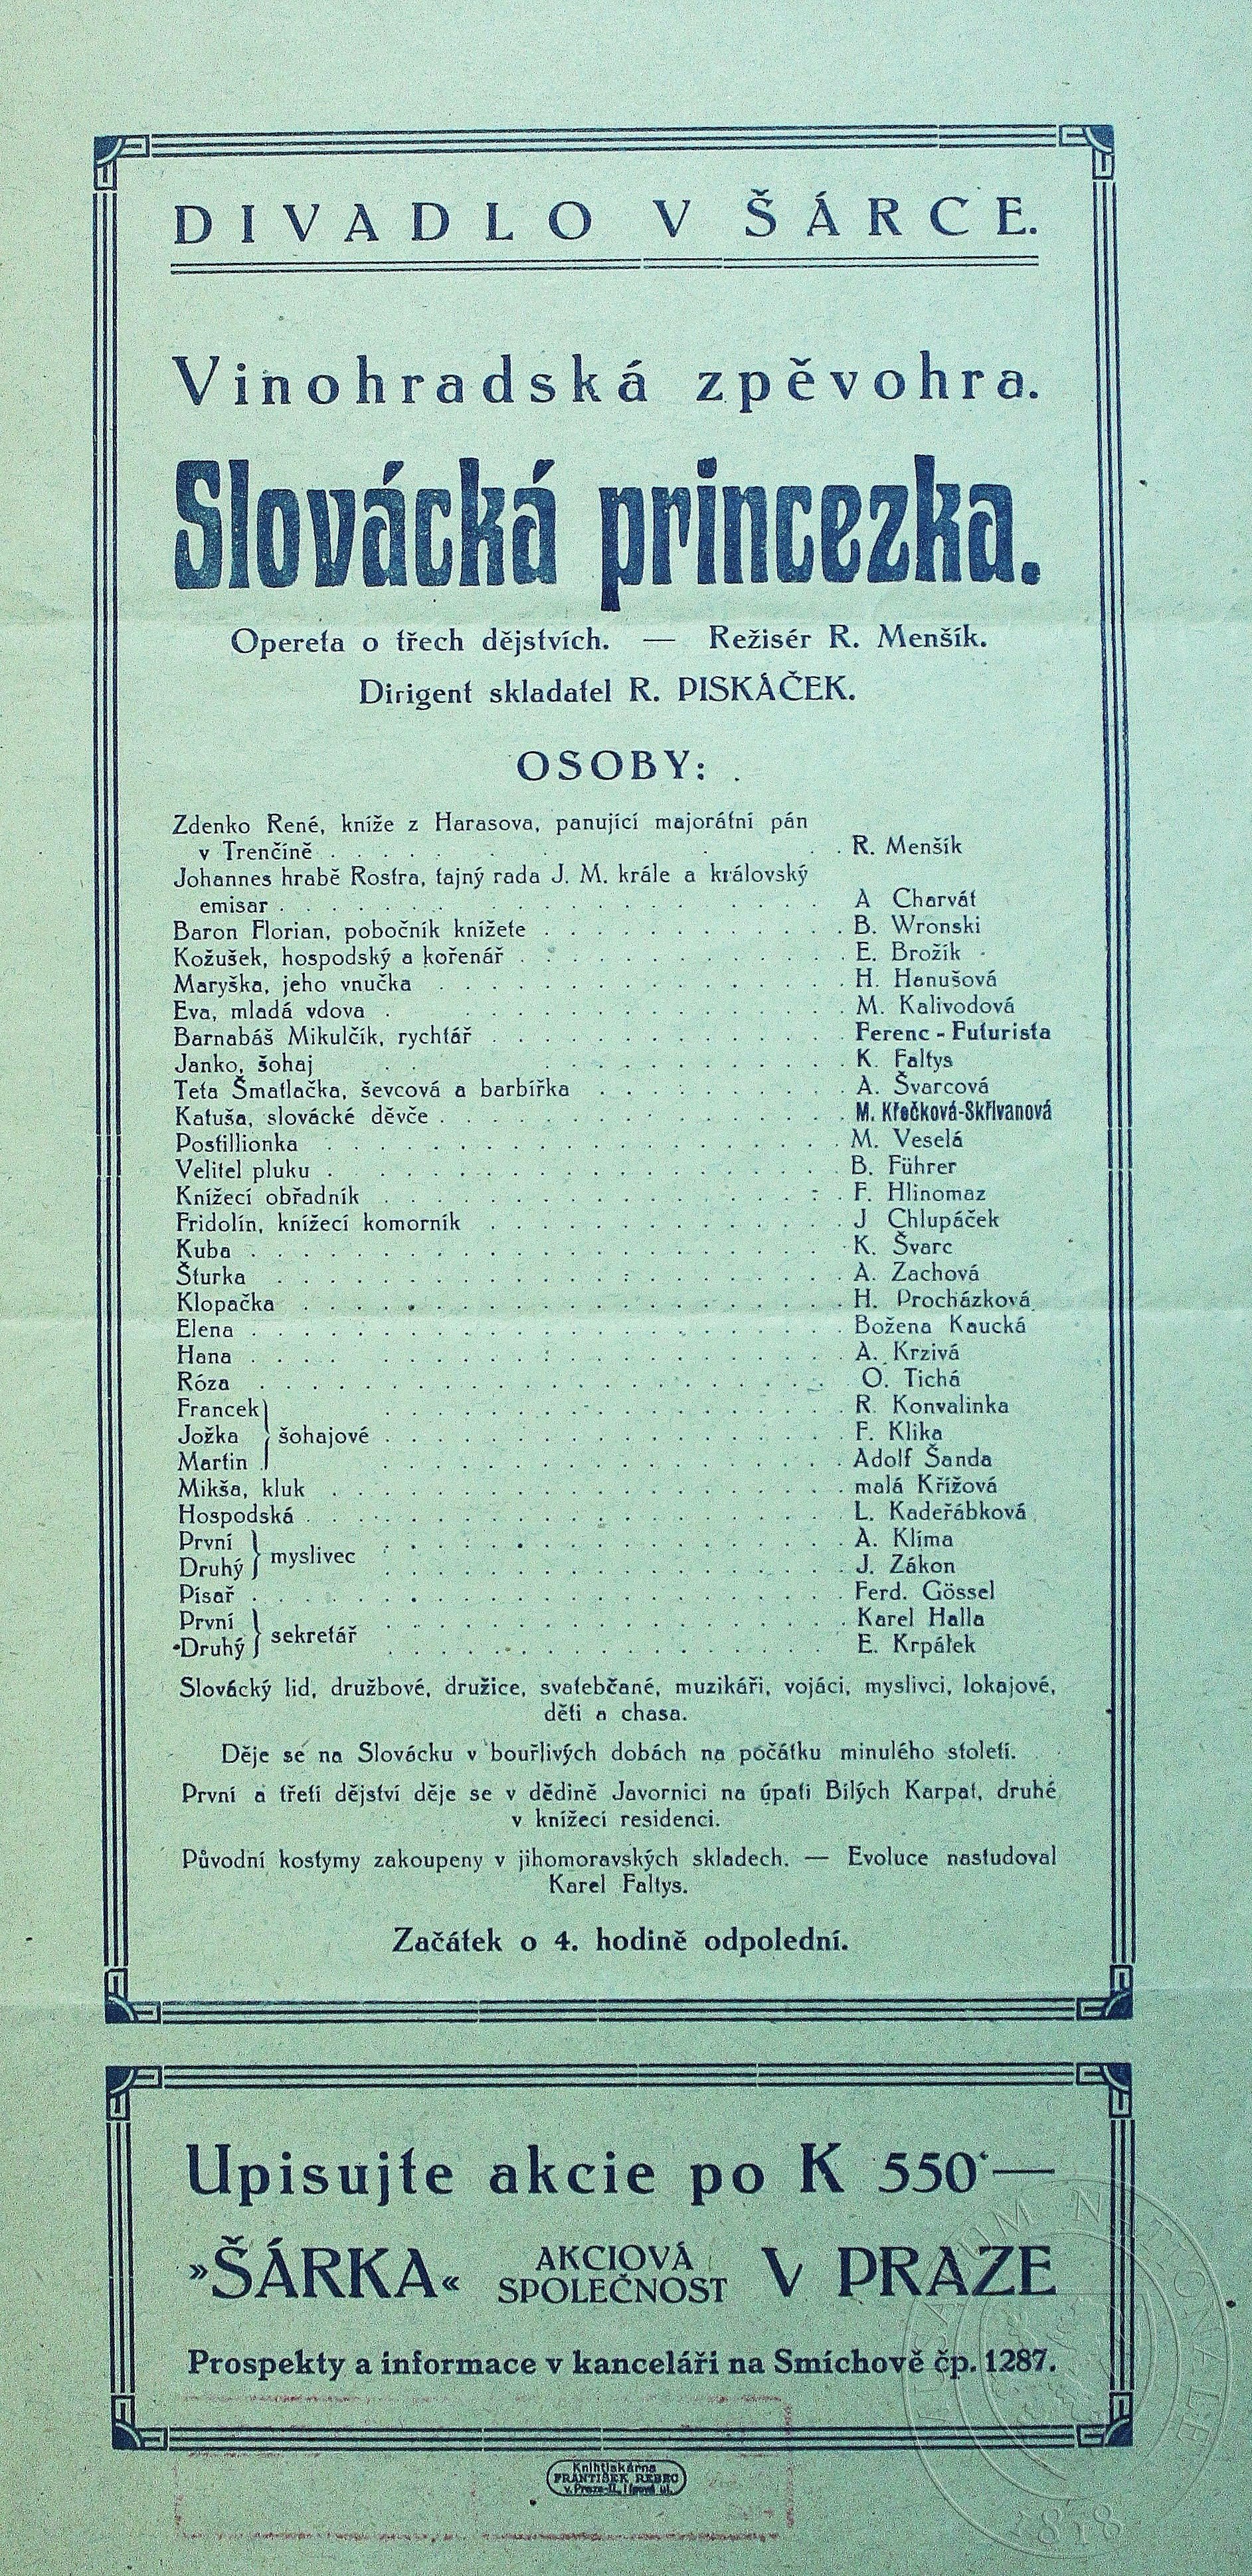 DIVADLO V ŠÁRCE.
Vinohradská zpěvohra.
Slovácká princezka.
Opereta o třech dějstvích. — Režisér R. Menšík.
Dirigent skladatel R. PISKÁČEK.
OSOBY:
Zdenko René, kníže z Harasova, panující majorátní pán
v Trenčíně . . . . . . . . R. Menšík
Johannes hrabě Rostra, tajný rada J. M. krále a královský
emisar . . . . . . . . A Charvát
Baron Florian, pobočník knížete . . . . . . . . B. Wronski
Kožušek, hospodský a kořenář . . . . . . . . E. Brožík
Maryška, jeho vnučka . . . . . . . . H. Hanušová
Eva, mladá vdova . . . . . . . . M. Kalivodová
Barnabáš Mikulčík, rychtář . . . . . . . . Ferenc - Futurista
Janko, šohaj . . . . . . . . K. Faltys
Teta Šmatlačka, ševcová a barbířka . . . . . . . . A. Švarcová
Katuša, slovácké děvče . . . . . . . . M. Křečková-Skřivanová
Postillionka . . . . . . . . M. Veselá
Velitel pluku . . . . . . . . B. Führer
Knížecí obřadník . . . . . . . . F. Hlinomaz
Fridolín, knížecí komorník . . . . . . . . J Chlupáček
Kuba . . . . . . . . K. Švarc
Šturka . . . . . . . . A. Zachová
Klopačka . . . . . . . . H. Procházková
Elena . . . . . . . . Božena Kaucká
Hana . . . . . . . . A. Krzivá
Róza . . . . . . . . O. Tichá
Francek . . . . . . . . R. Konvalinka
Jožka } šohajové . . . . . . . . F. Klika
Martin . . . . . . . . Adolf Šanda
Mikša, kluk . . . . . . . . malá Křížová
Hospodská . . . . . . . . L. Kadeřábková
První . . . . . . . . A. Klíma
Druhý } myslivec . . . . . . . . J. Zákon
Písař . . . . . . . . Ferd. Gössel
První . . . . . . . . Karel Halla
Druhý } sekretář . . . . . . . . E. Krpálek
Slovácký lid, družbové, družice, svatebčané, muzikáři, vojáci, myslivci, lokajové,
děti a chasa.
Děje se na Slovácku v bouřlivých dobách na počátku minulého století.
První a třetí dějství děje se v dědině Javornici na úpatí Bílých Karpat, druhé
v knížecí residenci.
Původní kostymy zakoupeny v jihomoravských skladech. — Evoluce nastudoval
Karel Faltys.
Začátek o 4. hodině odpolední.
Upisujte akcie po K 550·—
»ŠÁRKA« AKCIOVÁ SPOLEČNOST V PRAZE
Prospekty a informace v kanceláři na Smíchově čp. 1287.
Knihtiskárna
FRANTIŠEK REBEC
v Praze-II.
MUSAEUM NATIONALE
1818